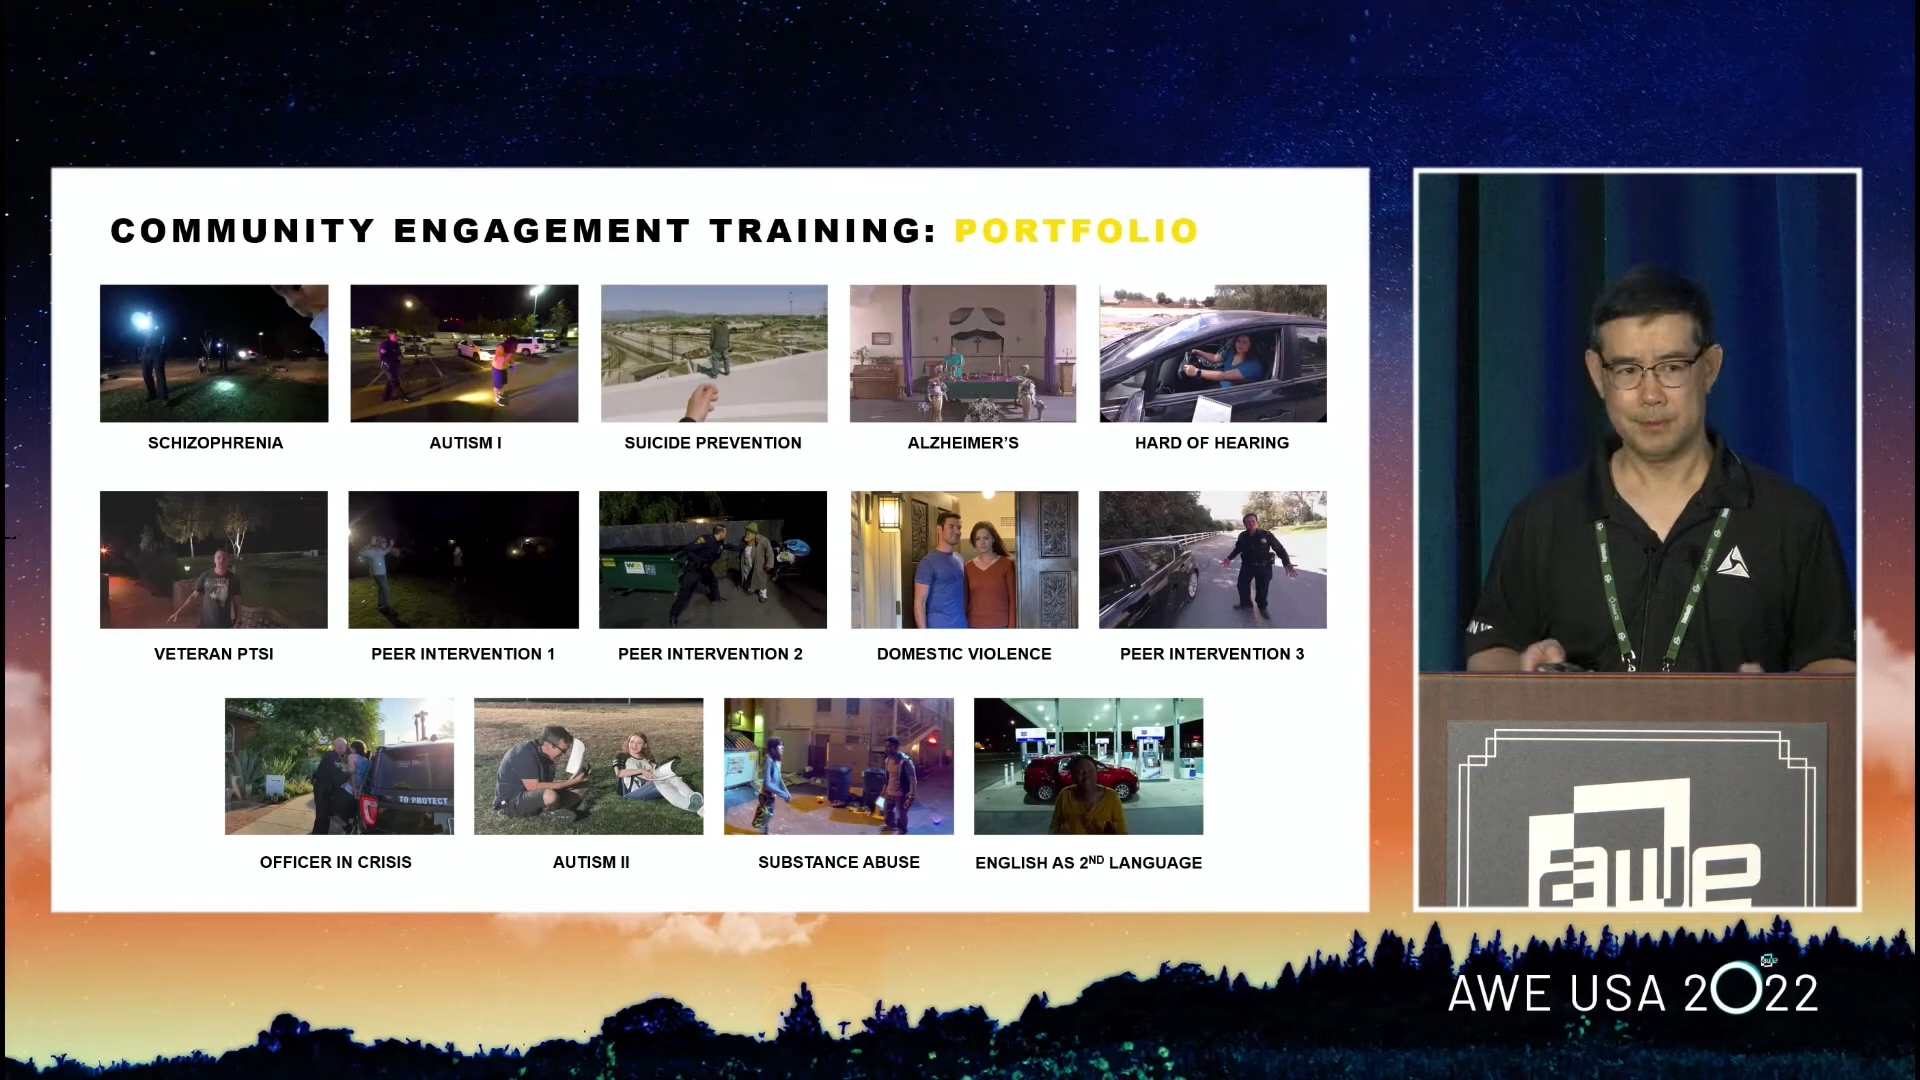 COMMUNITY ENGAGEMENT TRAINING: PORTFOLIO
SCHIZOPHRENIA
AUTISM I
SUICIDE PREVENTION
ALZHEIMER'S
HARD OF HEARING
VETERAN PTSI
PEER INTERVENTION 1
PEER INTERVENTION 2
DOMESTIC VIOLENCE
PEER INTERVENTION 3
TO PROTECT
OFFICER IN CRISIS
AUTISM II
SUBSTANCE ABUSE
ENGLISH AS 2ND LANGUAGE
awe
AWE USA 2022